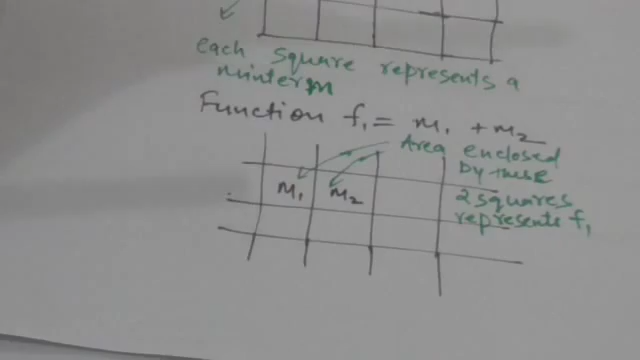 each square represents a
minterm
Function f₁ = m₁ + m₂
Area enclosed
by these
M₁ M₂
2 squares
represents f₁